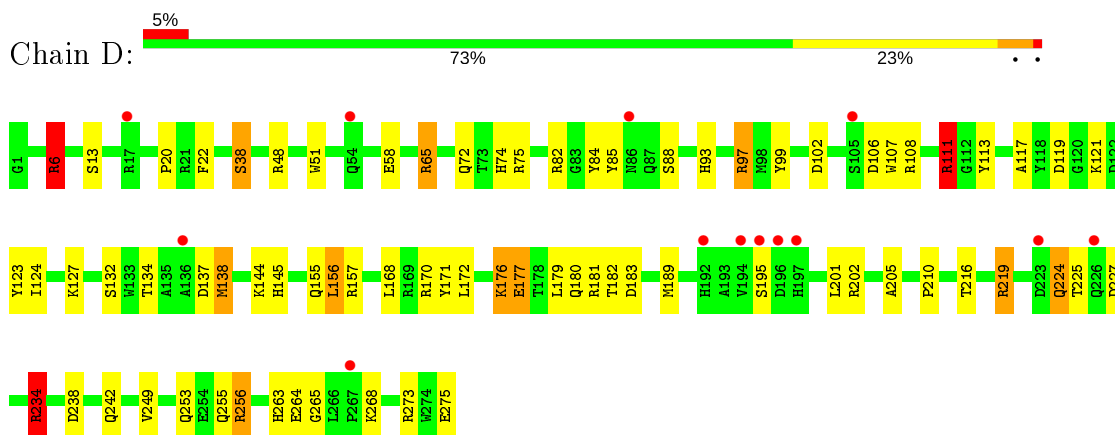 5%
Chain D:
73% 23% . .
G1 R6 S13 R17 P20 R21 F22 S38 R48 W51 Q54 E58 R65 Q72 T73 H74 R75 R82 G83 Y84 Y85 N86 Q87 S88 H93 R97 M98 Y99 D102 S105 D106 W107 R108 R111 G112 Y113 A117 Y118 D119 G120 K121 D122
Y123 I124 K127 S132 W133 T134 A135 A136 D137 M138 K144 H145 Q155 L156 R157 L168 R169 R170 Y171 L172 K176 E177 T178 L179 Q180 R181 T182 D183 M189 H192 A193 V194 S195 D196 H197 L201 R202 A205 P210 T216 R219 D223 Q224 T225 Q226
R234 D238 Q242 V249 Q253 E254 Q255 R256 H263 E264 G265 L266 P267 K268 R273 W274 E275